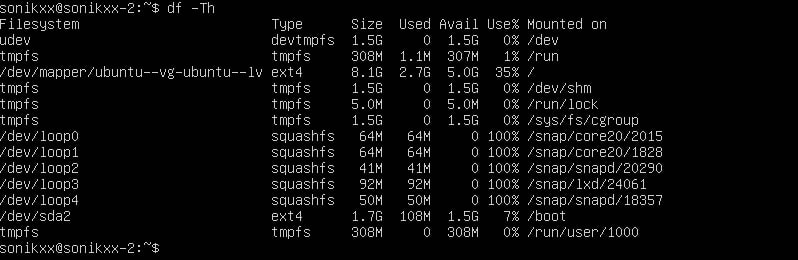 sonikxx@sonikxx-2:~$ df -Th
Filesystem                        Type      Size  Used Avail Use% Mounted on
udev                              devtmpfs  1.5G     0  1.5G   0% /dev
tmpfs                             tmpfs     308M  1.1M  307M   1% /run
/dev/mapper/ubuntu--vg-ubuntu--lv ext4      8.1G  2.7G  5.0G  35% /
tmpfs                             tmpfs     1.5G     0  1.5G   0% /dev/shm
tmpfs                             tmpfs     5.0M     0  5.0M   0% /run/lock
tmpfs                             tmpfs     1.5G     0  1.5G   0% /sys/fs/cgroup
/dev/loop0                        squashfs   64M   64M     0 100% /snap/core20/2015
/dev/loop1                        squashfs   64M   64M     0 100% /snap/core20/1828
/dev/loop2                        squashfs   41M   41M     0 100% /snap/snapd/20290
/dev/loop3                        squashfs   92M   92M     0 100% /snap/lxd/24061
/dev/loop4                        squashfs   50M   50M     0 100% /snap/snapd/18357
/dev/sda2                         ext4      1.7G  108M  1.5G   7% /boot
tmpfs                             tmpfs     308M     0  308M   0% /run/user/1000
sonikxx@sonikxx-2:~$